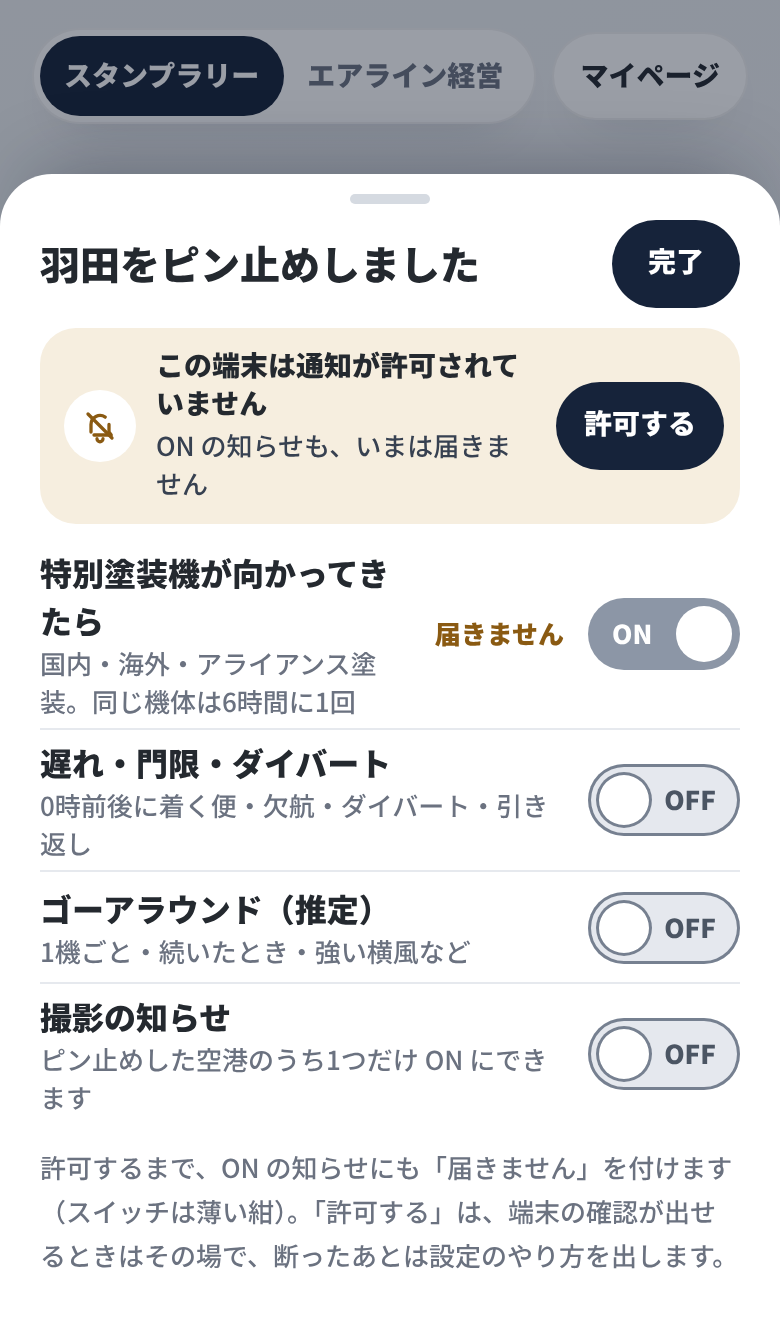 スタンプラリー エアライン経営 マイページ
羽田をピン止めしました 完了
この端末は通知が許可されて
いません
ON の知らせも、いまは届きま
せん
許可する
特別塗装機が向かってき
たら
国内・海外・アライアンス塗
装。同じ機体は6時間に1回
届きません ON
遅れ・門限・ダイバート
0時前後に着く便・欠航・ダイバート・引き
返し
OFF
ゴーアラウンド（推定）
1機ごと・続いたとき・強い横風など
OFF
撮影の知らせ
ピン止めした空港のうち1つだけ ON にでき
ます
OFF
許可するまで、ON の知らせにも「届きません」を付けます
（スイッチは薄い紺）。「許可する」は、端末の確認が出せ
るときはその場で、断ったあとは設定のやり方を出します。